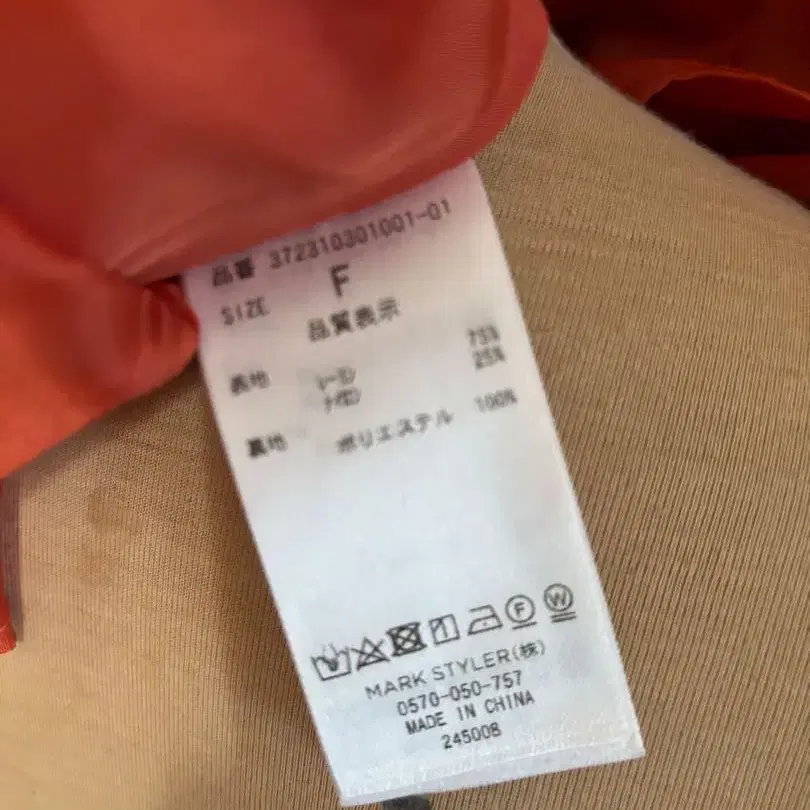 品番 372310301001-01
SIZE F
品質表示
表地 レーヨン 75%
ナイロン 25%
裏地 ポリエステル 100%
F W
MARK STYLER(株)
0570-050-757
MADE IN CHINA
245008